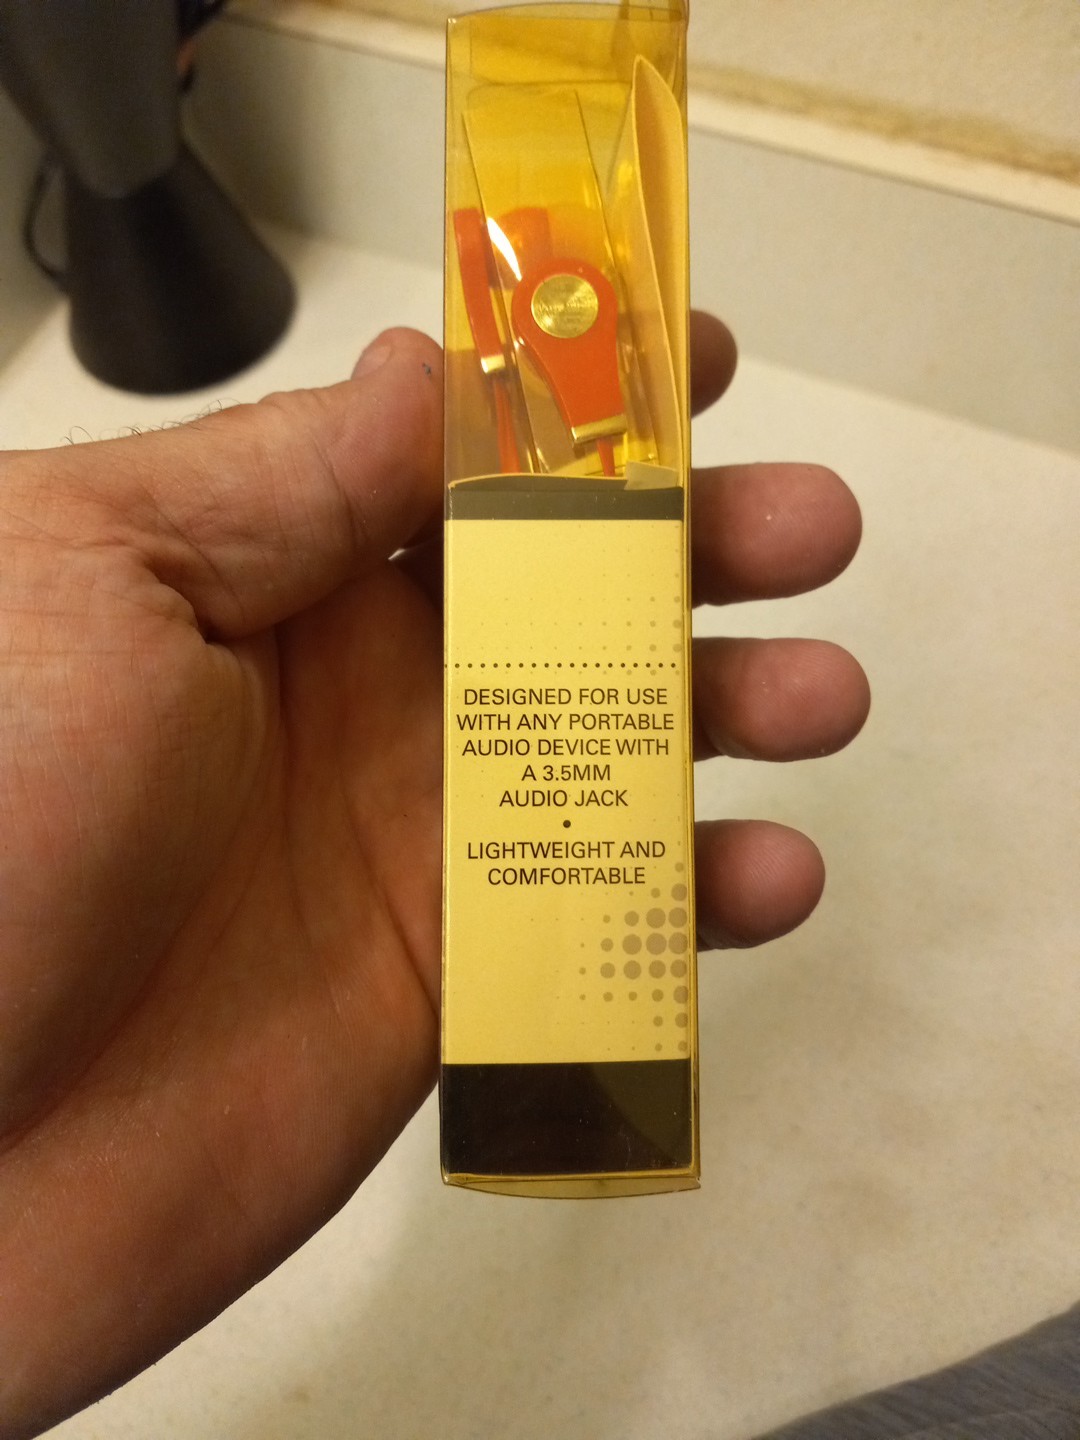 DESIGNED FOR USE
WITH ANY PORTABLE
AUDIO DEVICE WITH
A 3.5MM
AUDIO JACK
•
LIGHTWEIGHT AND
COMFORTABLE